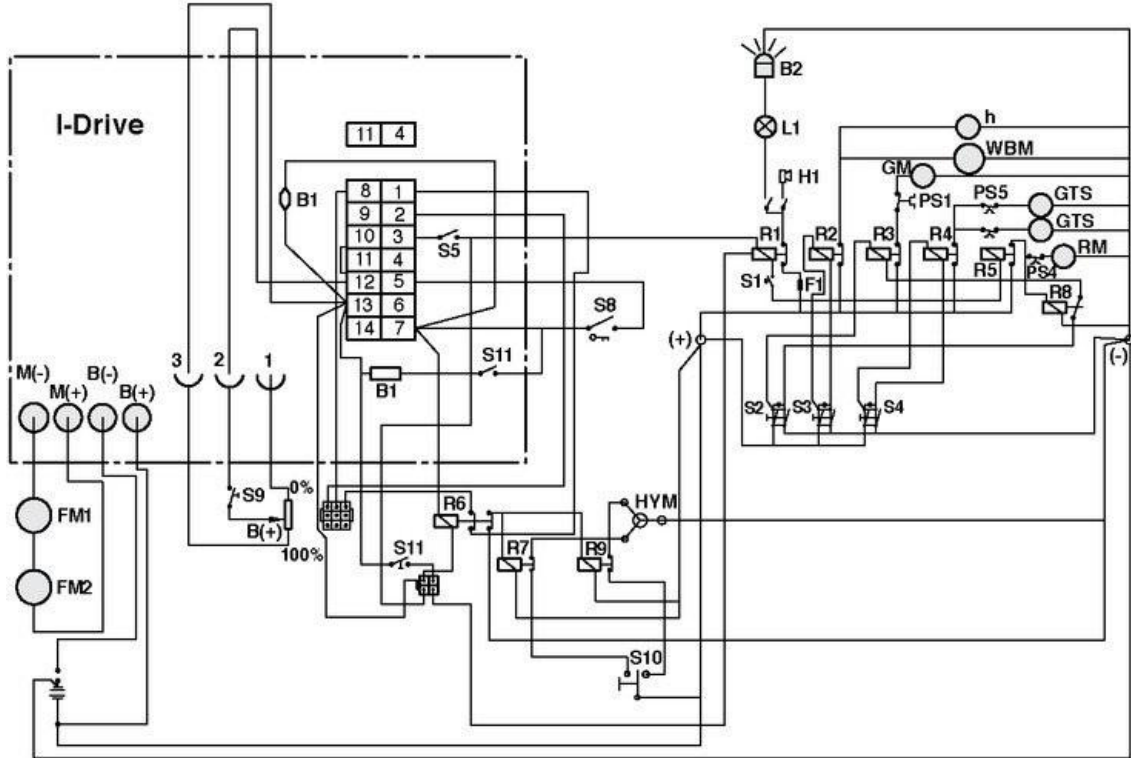 B2
I-Drive
11 4
L1
h
WBM
GM
H1
B1
8 1
9 2
10 3
11 4
12 5
13 6
14 7
S5
PS1
PS5
GTS
GTS
R1
R2
R3
R4
R5
PS4
RM
S1
F1
R8
S8
(+)
(-)
3
2
1
S11
B1
M(-)
M(+)
B(-)
B(+)
S2
S3
S4
S9
0%
B(+)
100%
FM1
FM2
R6
HYM
S11
R7
R9
S10